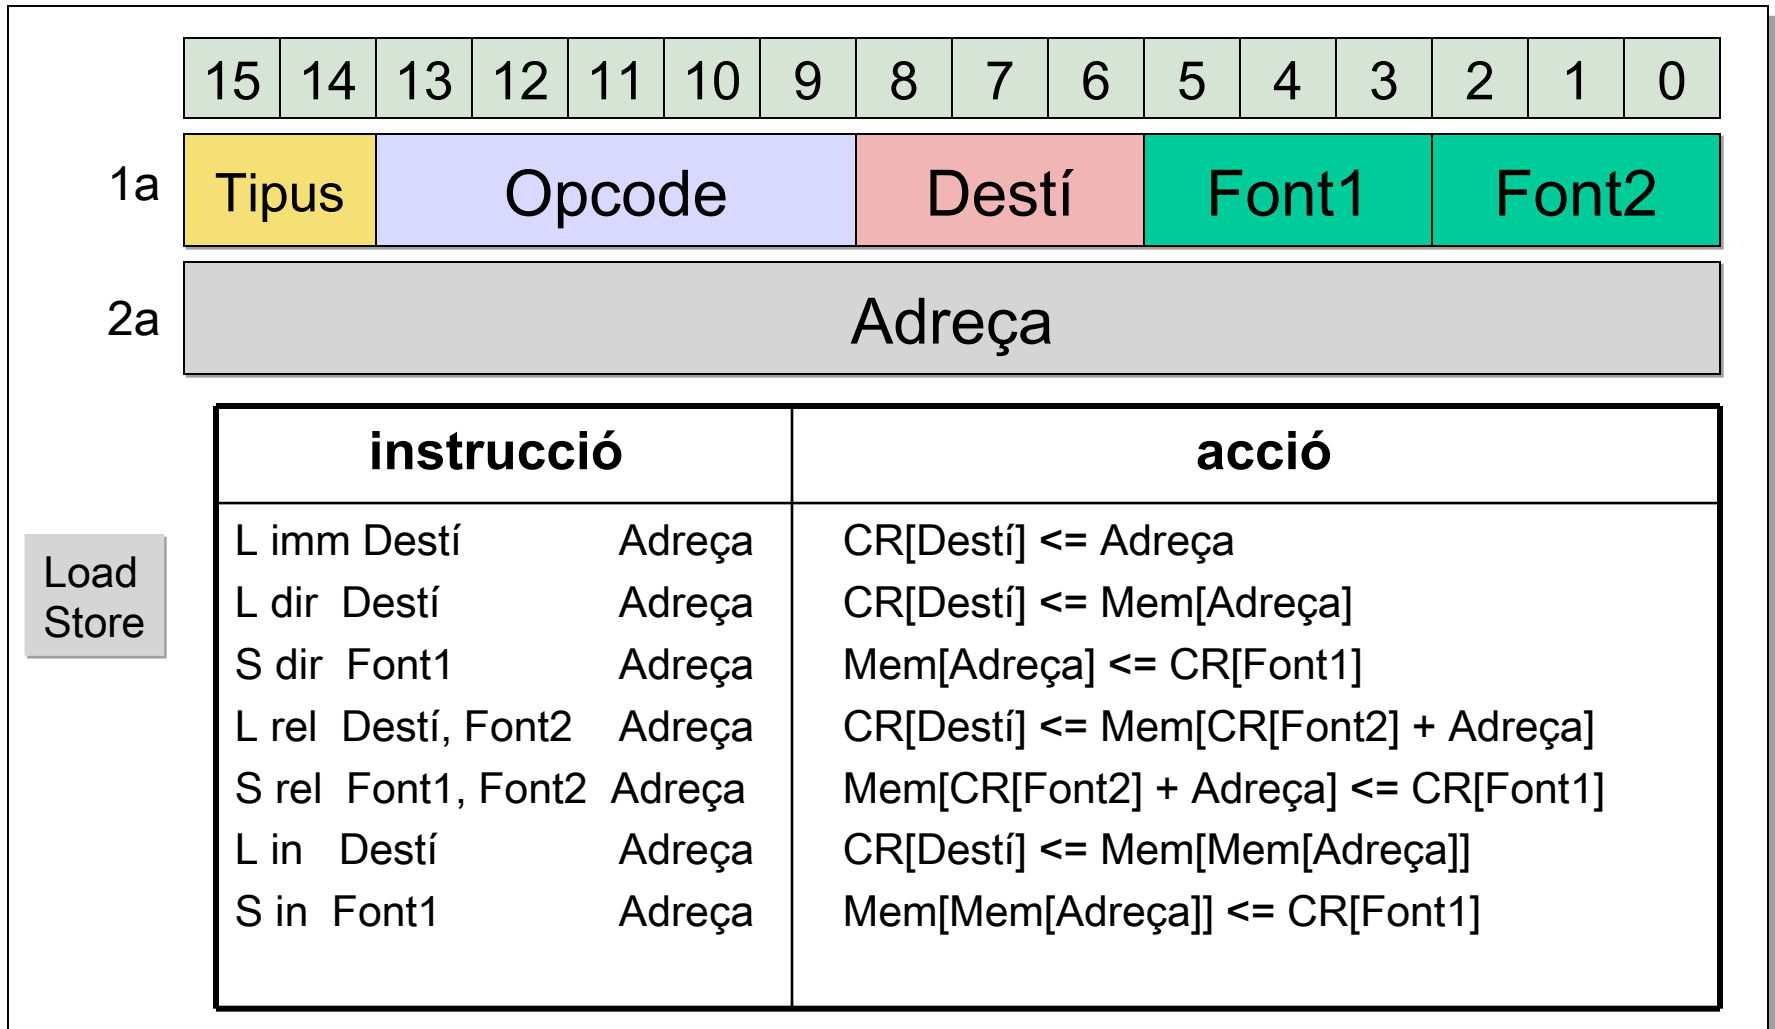 15 14 13 12 11 10 9 8 7 6 5 4 3 2 1 0
1a Tipus Opcode Destí Font1 Font2
2a Adreça
instrucció acció
Load
Store
L imm Destí Adreça CR[Destí] <= Adreça
L dir Destí Adreça CR[Destí] <= Mem[Adreça]
S dir Font1 Adreça Mem[Adreça] <= CR[Font1]
L rel Destí, Font2 Adreça CR[Destí] <= Mem[CR[Font2] + Adreça]
S rel Font1, Font2 Adreça Mem[CR[Font2] + Adreça] <= CR[Font1]
L in Destí Adreça CR[Destí] <= Mem[Mem[Adreça]]
S in Font1 Adreça Mem[Mem[Adreça]] <= CR[Font1]